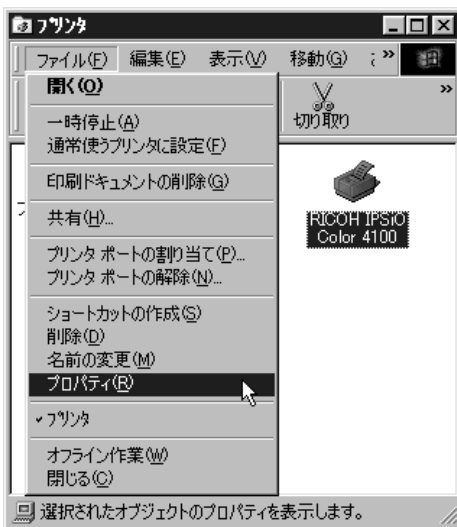 プリンタ
ファイル(F) 編集(E) 表示(V) 移動(G) »
開く(O)
一時停止(A)
通常使うプリンタに設定(F)
印刷ドキュメントの削除(G)
共有(H)...
プリンタ ポートの割り当て(P)...
プリンタ ポートの解除(N)...
ショートカットの作成(S)
削除(D)
名前の変更(M)
プロパティ(R)
プリンタ
オフライン作業(W)
閉じる(C)
切り取り »
RICOH IPSiO
Color 4100
選択されたオブジェクトのプロパティを表示します。